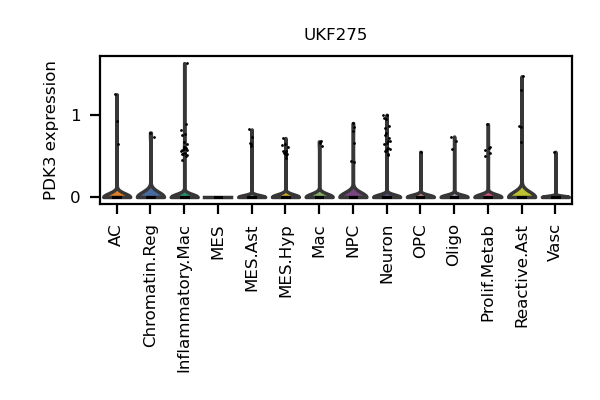 UKF275
PDK3 expression
1
0
AC
Chromatin.Reg
Inflammatory.Mac
MES
MES.Ast
MES.Hyp
Mac
NPC
Neuron
OPC
Oligo
Prolif.Metab
Reactive.Ast
Vasc